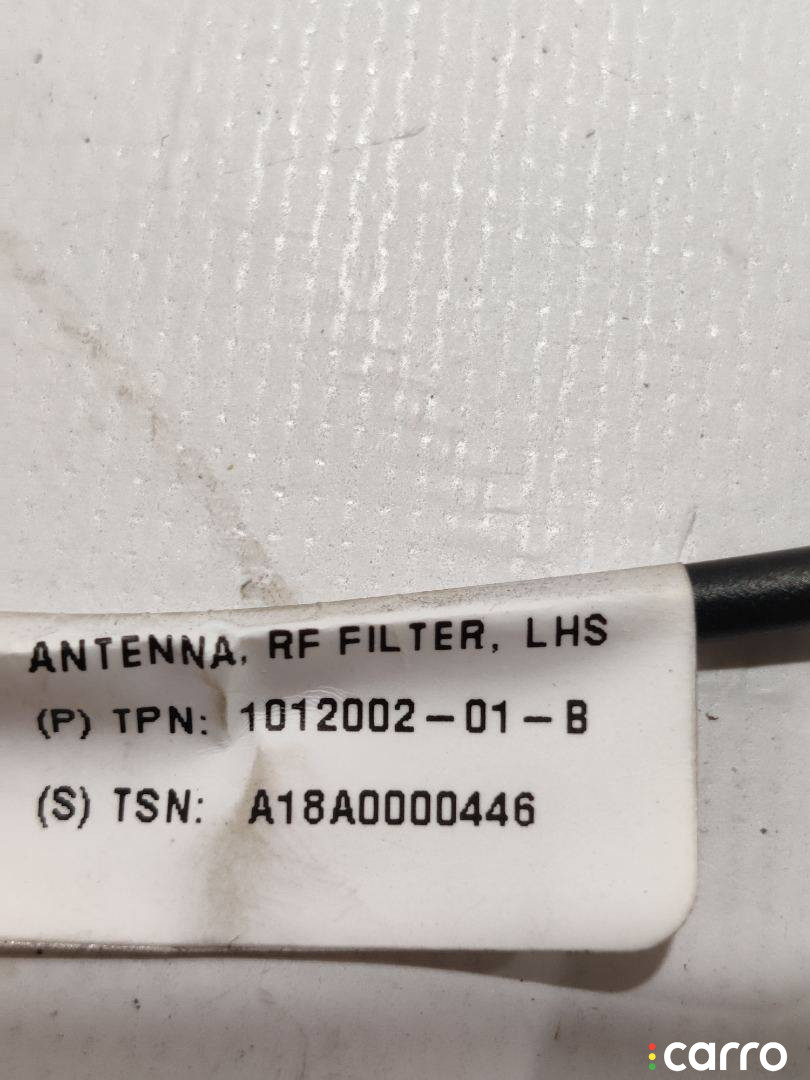 ANTENNA, RF FILTER, LHS
(P) TPN: 1012002-01-B
(S) TSN: A18A0000446
carro